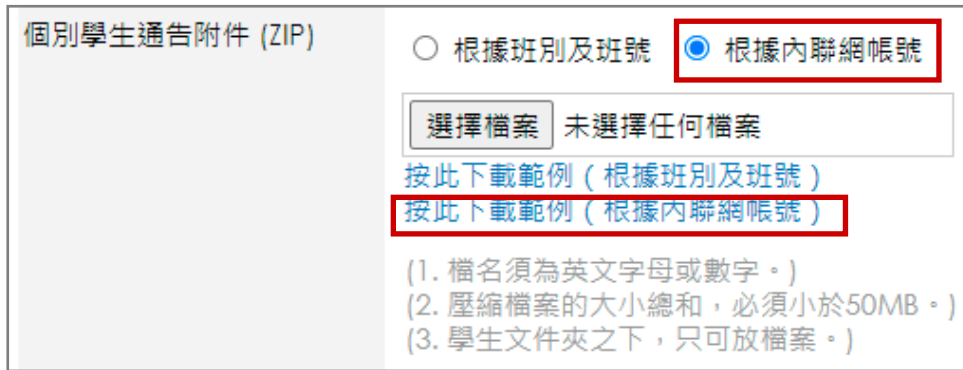 個別學生通告附件 (ZIP)
根據班別及班號 根據內聯網帳號
選擇檔案 未選擇任何檔案
按此下載範例 ( 根據班別及班號 )
按此下載範例 ( 根據內聯網帳號 )
(1. 檔名須為英文字母或數字。)
(2. 壓縮檔案的大小總和，必須小於50MB。)
(3. 學生文件夾之下，只可放檔案。)